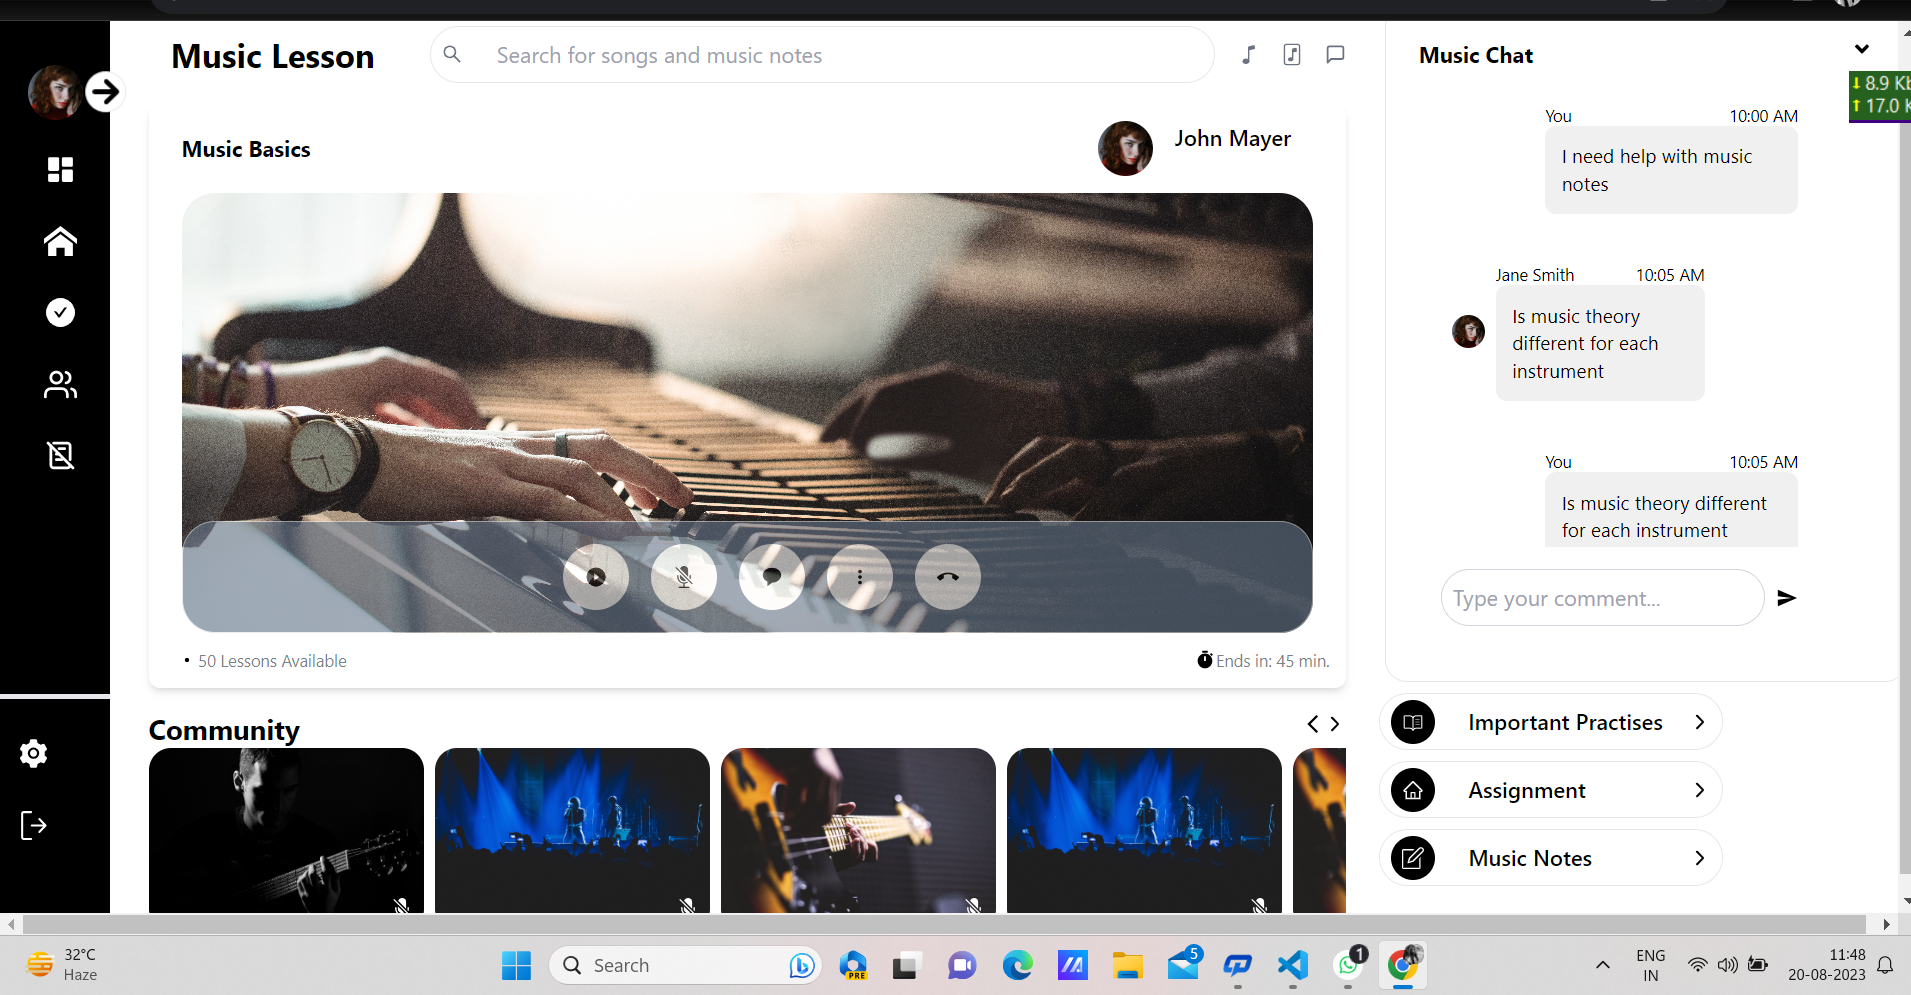 Music Lesson
Search for songs and music notes
Music Basics
John Mayer
50 Lessons Available
Ends in: 45 min.
Community
Music Chat
8.9
17.0
You 10:00 AM
I need help with music
notes
Jane Smith 10:05 AM
Is music theory
different for each
instrument
You 10:05 AM
Is music theory different
for each instrument
Type your comment...
Important Practises
Assignment
Music Notes
32°C
Haze
Search
PRE
5
1
ENG
IN
11:48
20-08-2023